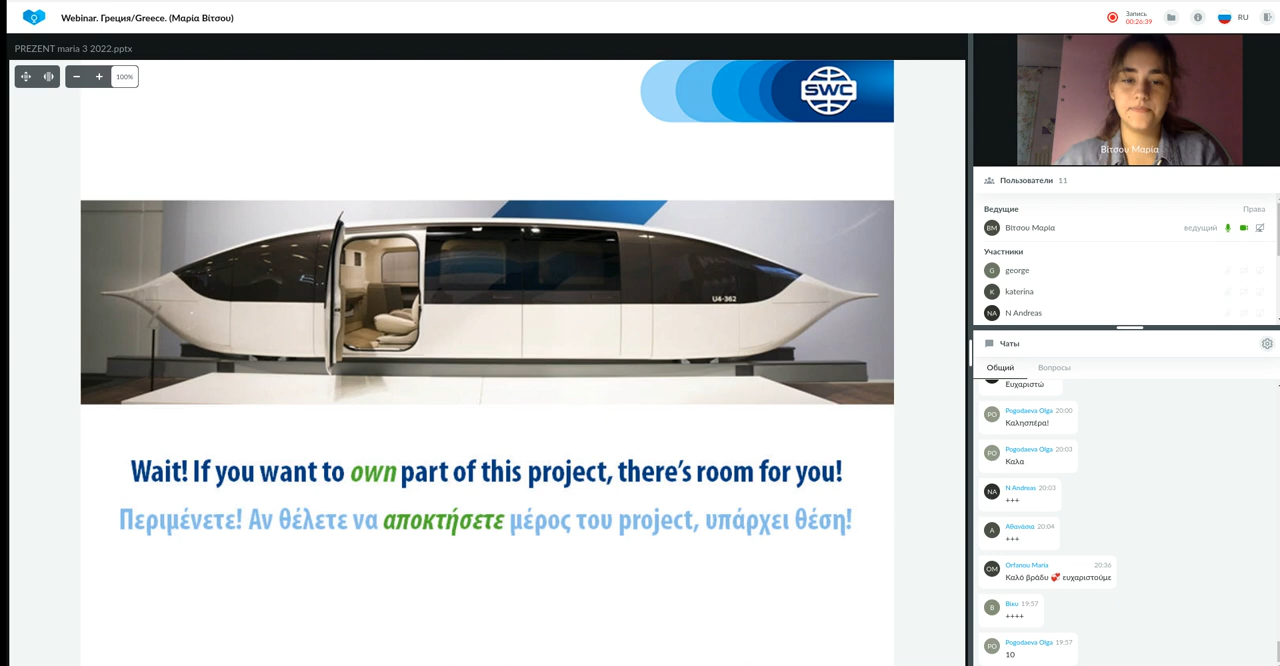 Webinar. Греция/Greece. (Μαρία Βίτσου)
Запись
00:26:39
RU
PREZENT maria 3 2022.pptx
100%
SWC
U4-362
Wait! If you want to own part of this project, there's room for you!
Περιμένετε! Αν θέλετε να αποκτήσετε μέρος του project, υπάρχει θέση!
Βίτσου Μαρία
Пользователи 11
Ведущие Права
ВМ Βίτσου Μαρία ведущий
Участники
G george
K katerina
NA N Andreas
Чаты
Общий Вопросы
Ευχαριστώ
PO Pogodaeva Olga 20:00
Καλησπέρα!
PO Pogodaeva Olga 20:03
Καλα
NA N Andreas 20:03
+++
Α Αθανάσια 20:04
+++
OM Orfanou Maria 20:36
Καλό βράδυ 💞 ευχαριστούμε
19:57
++++
PO Pogodaeva Olga 19:57
10